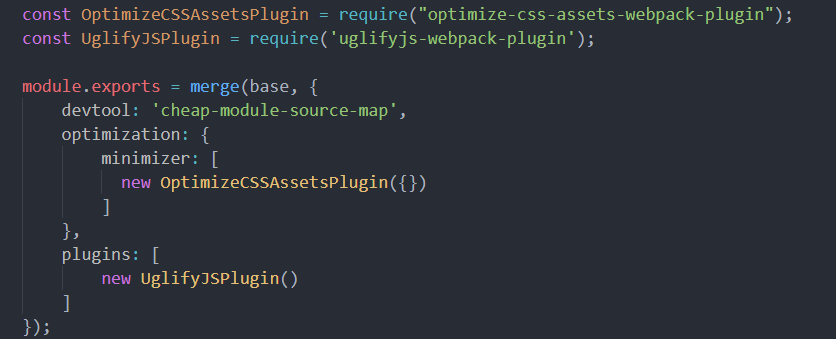 const OptimizeCSSAssetsPlugin = require("optimize-css-assets-webpack-plugin");
const UglifyJSPlugin = require('uglifyjs-webpack-plugin');

module.exports = merge(base, {
    devtool: 'cheap-module-source-map',
    optimization: {
        minimizer: [
          new OptimizeCSSAssetsPlugin({})
        ]
    },
    plugins: [
        new UglifyJSPlugin()
    ]
});